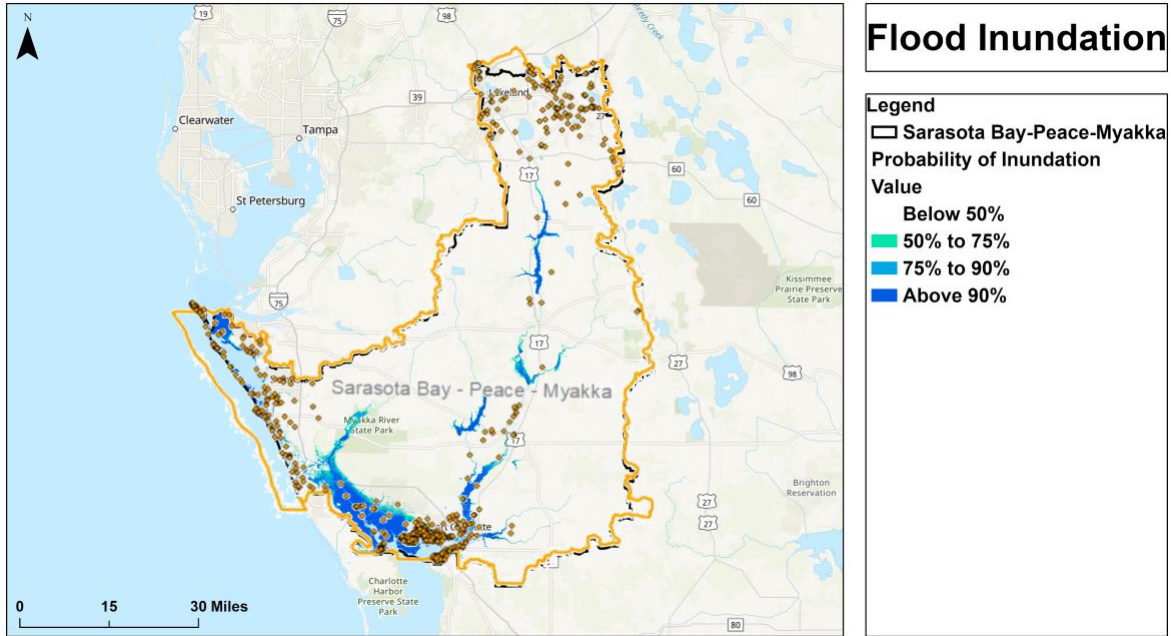 19
75
98
N
Flood Inundation
Legend
Sarasota Bay-Peace-Myakka
Probability of Inundation
Value
Below 50%
50% to 75%
75% to 90%
Above 90%
39
27
Clearwater
Tampa
17
60
60
St Petersburg
75
Kissimmee
Prairie Preserve
State Park
17
27
98
Sarasota Bay - Peace - Myakka
Myakka River
State Park
17
Brighton
Reservation
27
27
Charlotte
Harbor
Preserve State
Park
0 15 30 Miles
80